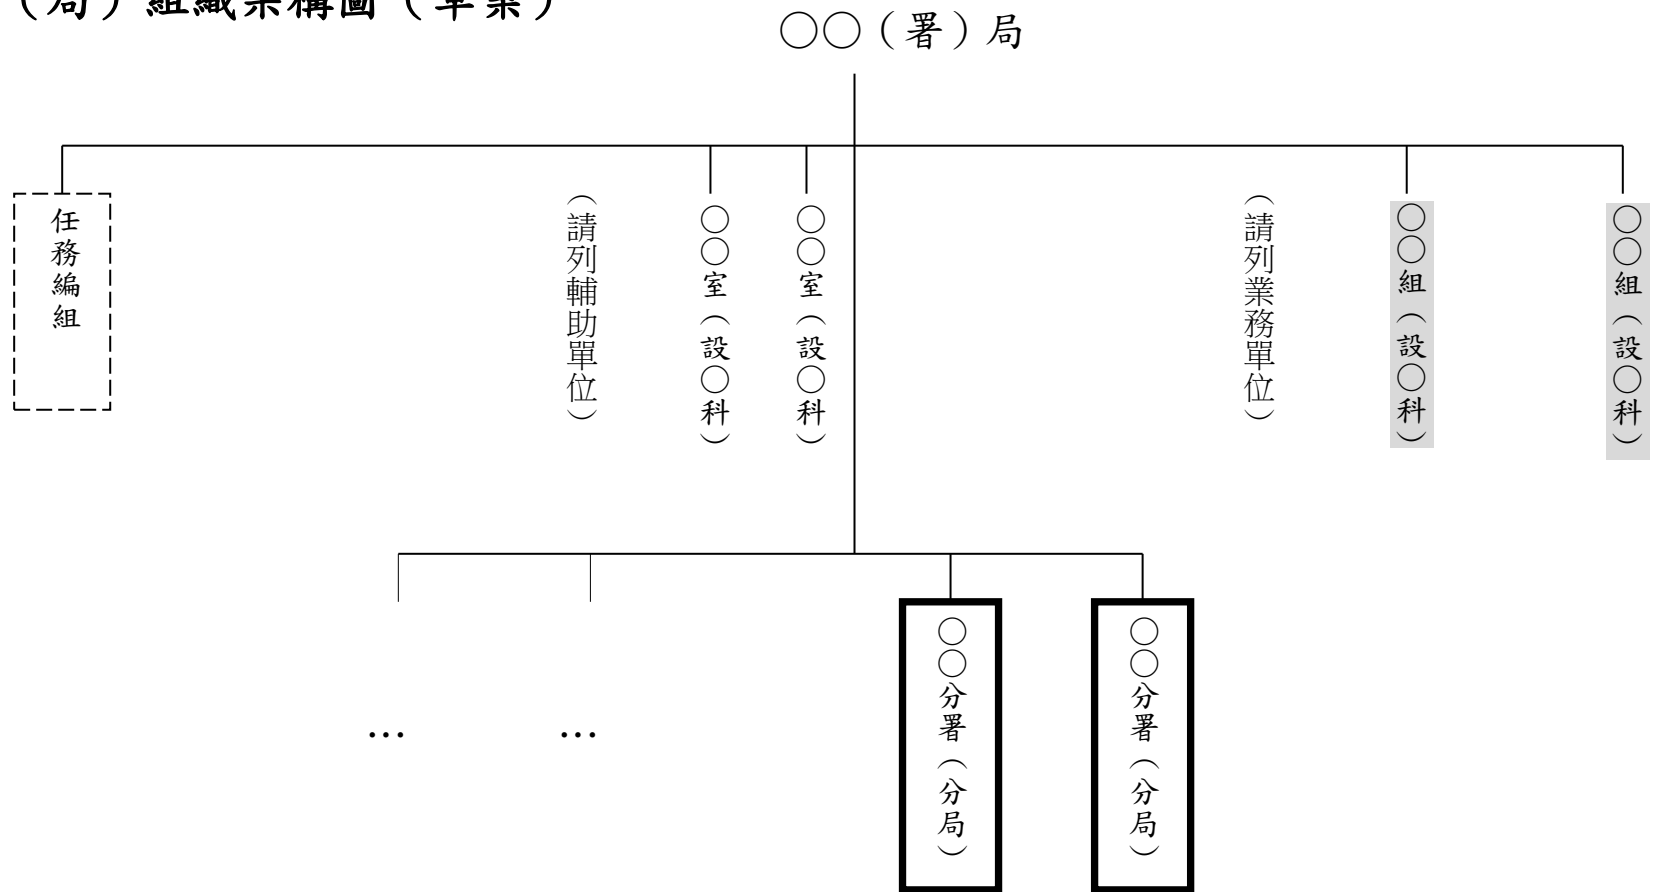 （局）組織架構圖（草案）
○○（署）局
任務編組
（請列輔助單位）
○○室（設○科）
○○室（設○科）
（請列業務單位）
○○組（設○科）
○○組（設○科）
…
…
○○分署（分局）
○○分署（分局）